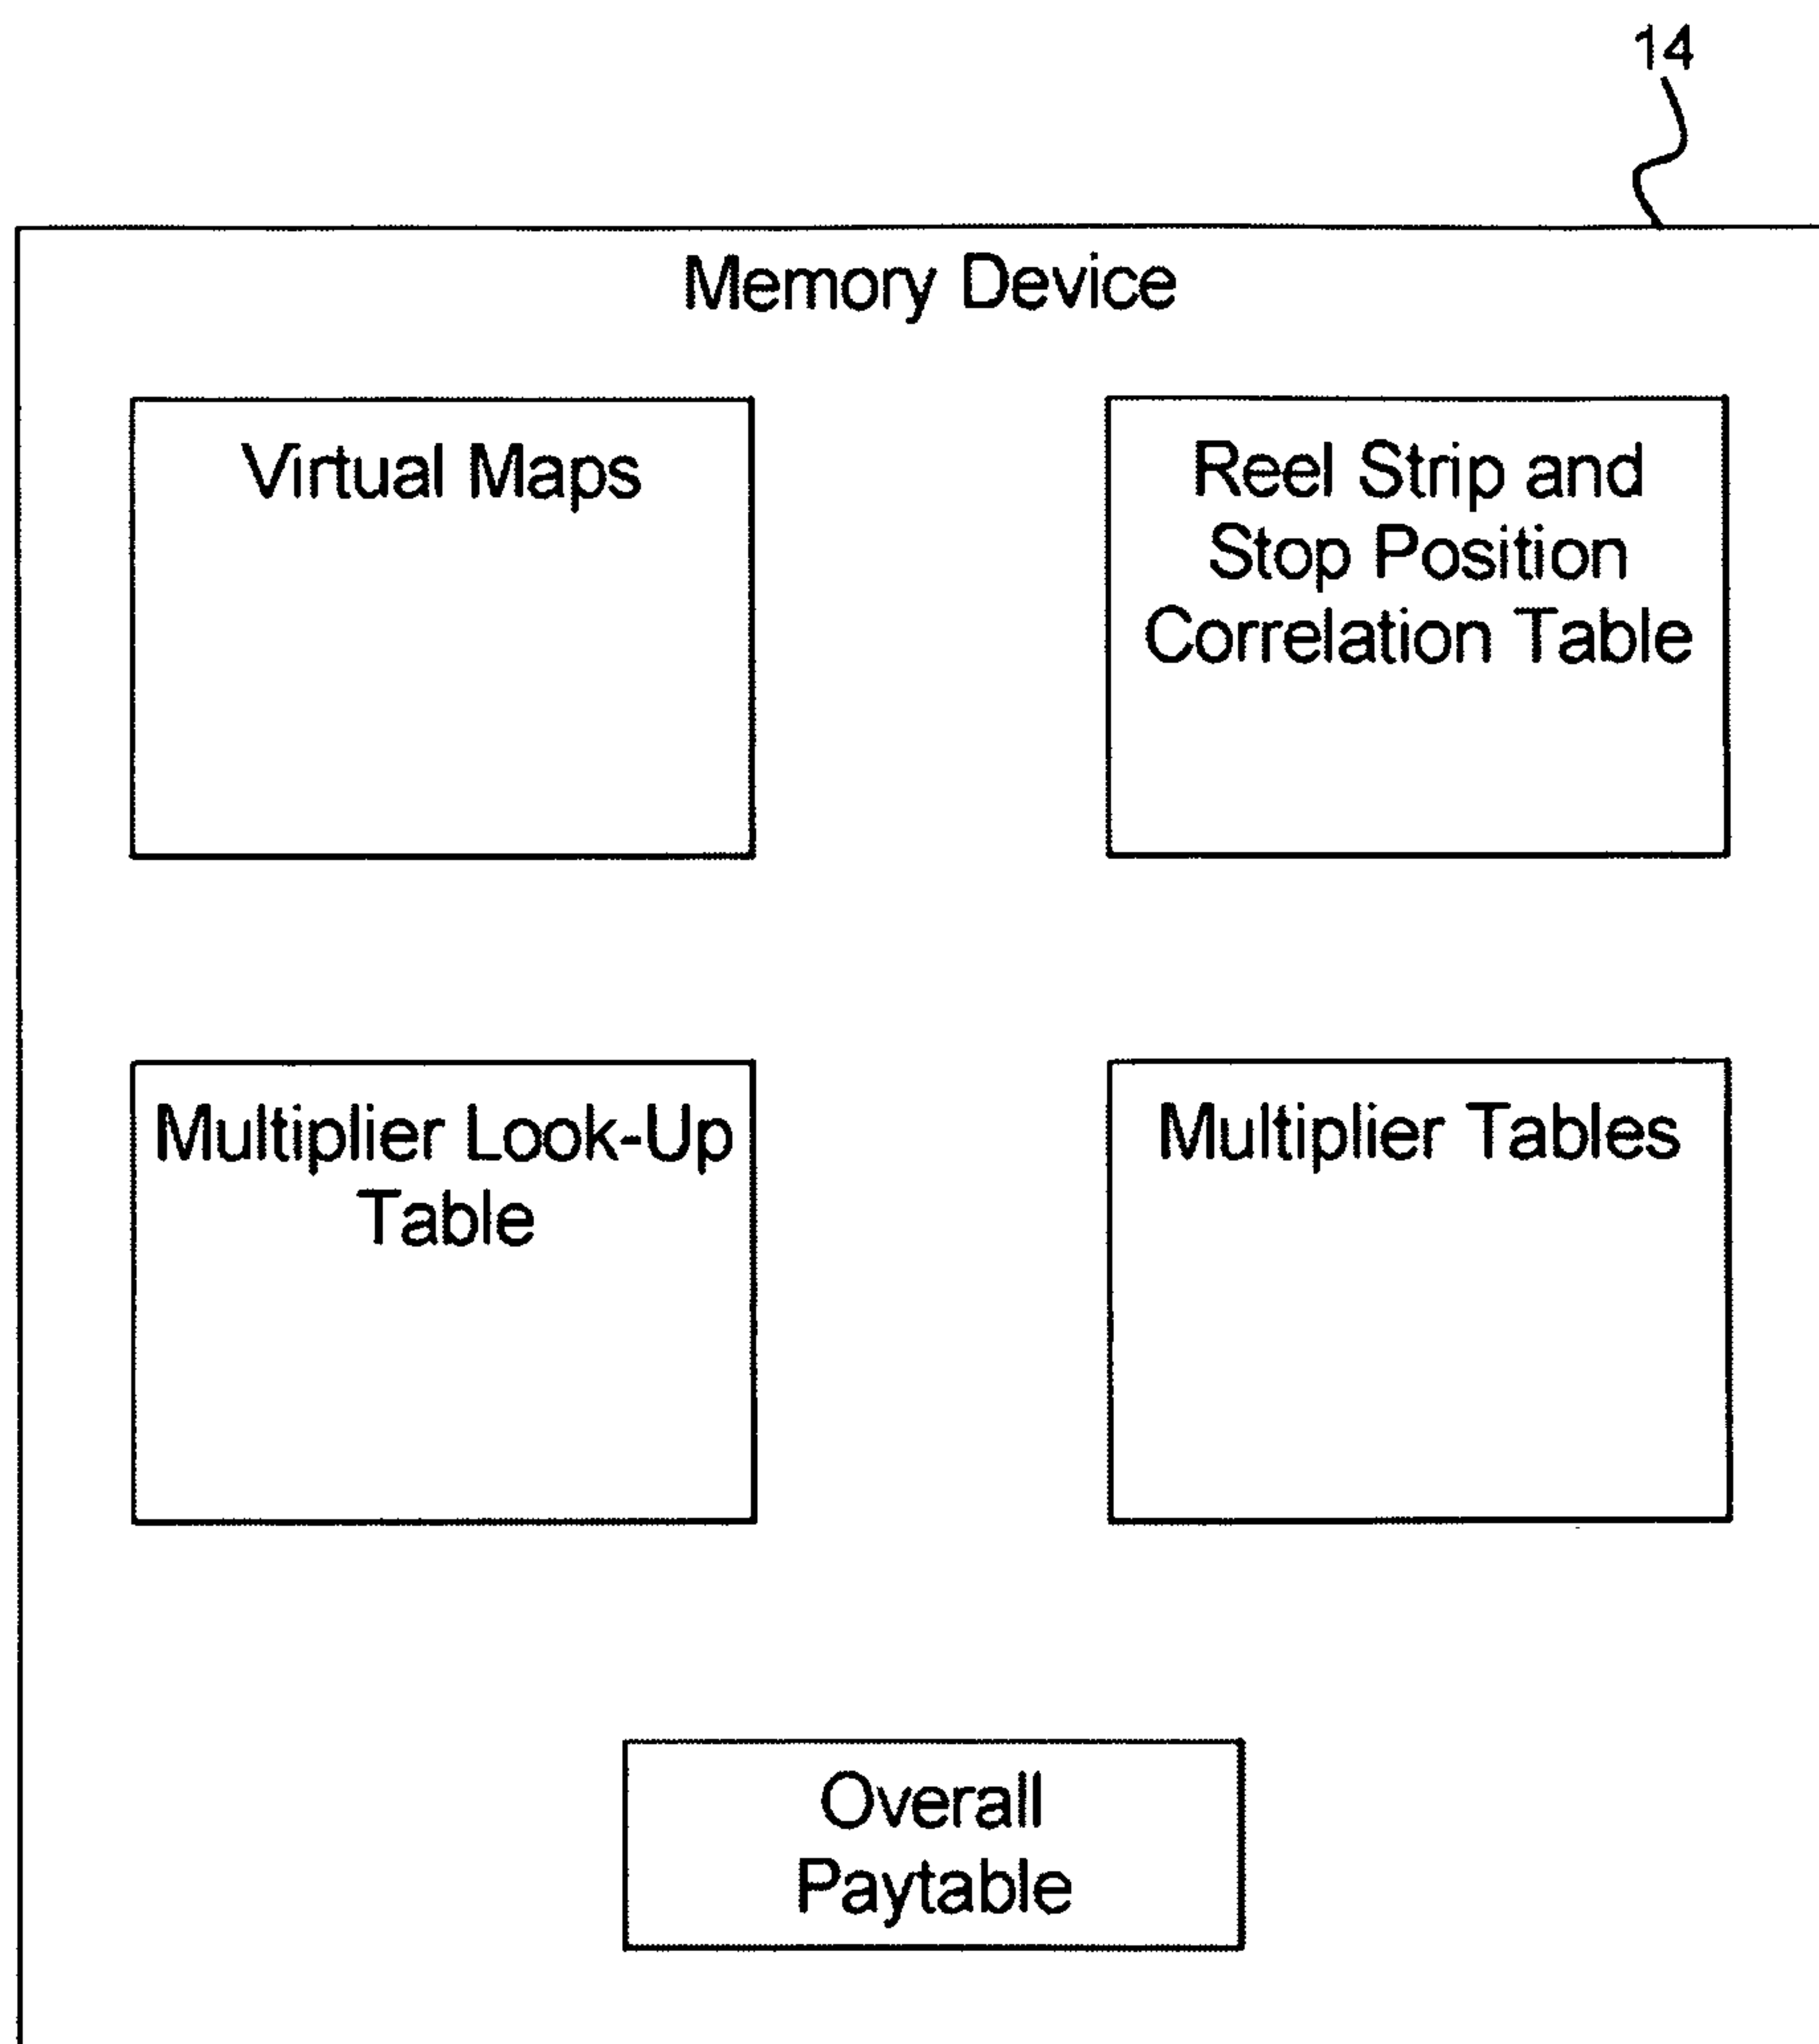 14
Memory Device
Virtual Maps
Reel Strip and
Stop Position
Correlation Table
Multiplier Look-Up
Table
Multiplier Tables
Overall
Paytable